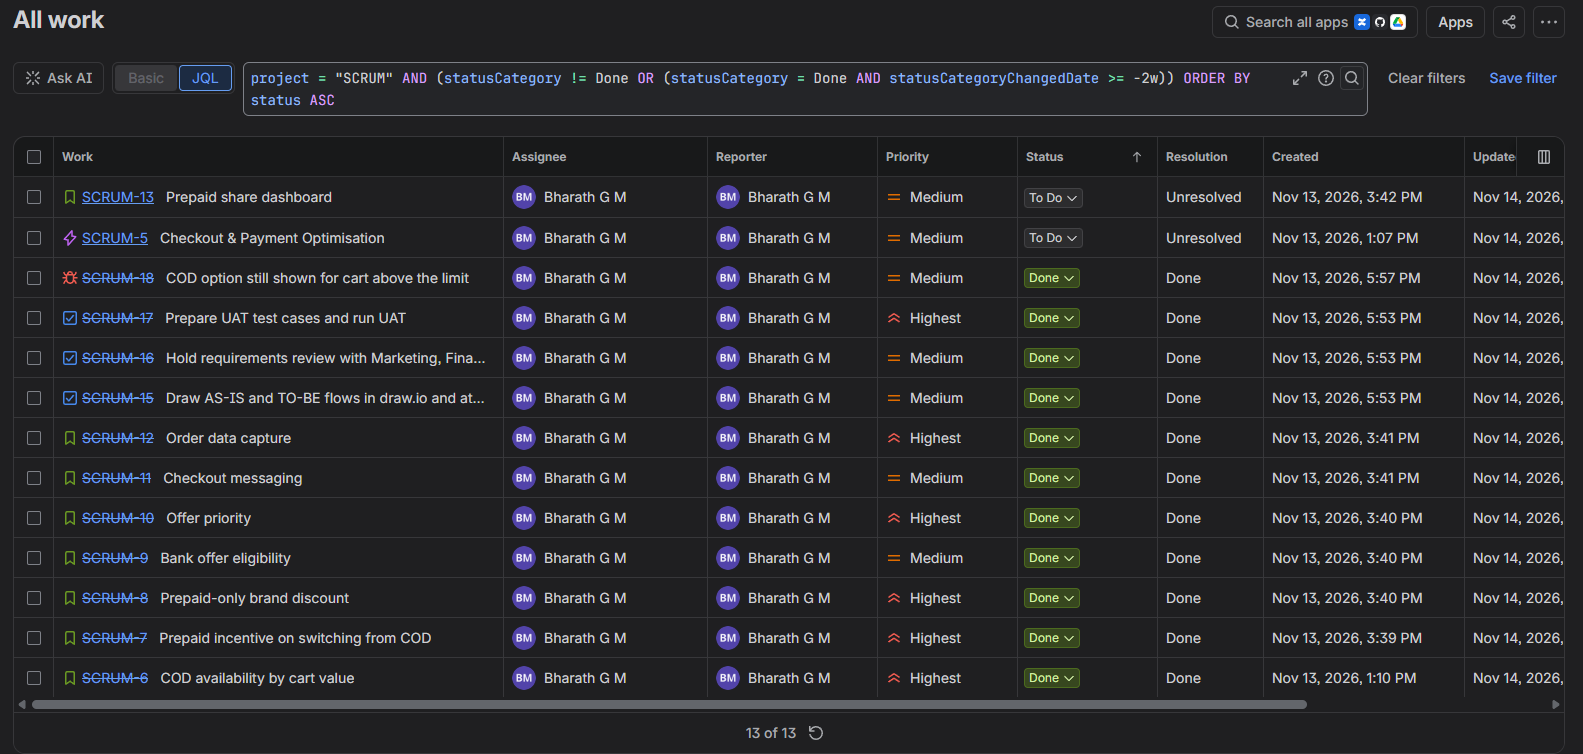 All work
Search all apps
Apps
Ask AI
Basic
JQL
project = "SCRUM" AND (statusCategory != Done OR (statusCategory = Done AND statusCategoryChangedDate >= -2w)) ORDER BY
status ASC
Clear filters
Save filter
Work Assignee Reporter Priority Status Resolution Created Update
SCRUM-13 Prepaid share dashboard BM Bharath G M BM Bharath G M Medium To Do Unresolved Nov 13, 2026, 3:42 PM Nov 14, 2026,
SCRUM-5 Checkout & Payment Optimisation BM Bharath G M BM Bharath G M Medium To Do Unresolved Nov 13, 2026, 1:07 PM Nov 14, 2026,
SCRUM-18 COD option still shown for cart above the limit BM Bharath G M BM Bharath G M Medium Done Done Nov 13, 2026, 5:57 PM Nov 14, 2026,
SCRUM-17 Prepare UAT test cases and run UAT BM Bharath G M BM Bharath G M Highest Done Done Nov 13, 2026, 5:53 PM Nov 14, 2026,
SCRUM-16 Hold requirements review with Marketing, Fina... BM Bharath G M BM Bharath G M Medium Done Done Nov 13, 2026, 5:53 PM Nov 14, 2026,
SCRUM-15 Draw AS-IS and TO-BE flows in draw.io and at... BM Bharath G M BM Bharath G M Medium Done Done Nov 13, 2026, 5:53 PM Nov 14, 2026,
SCRUM-12 Order data capture BM Bharath G M BM Bharath G M Highest Done Done Nov 13, 2026, 3:41 PM Nov 14, 2026,
SCRUM-11 Checkout messaging BM Bharath G M BM Bharath G M Medium Done Done Nov 13, 2026, 3:41 PM Nov 14, 2026,
SCRUM-10 Offer priority BM Bharath G M BM Bharath G M Highest Done Done Nov 13, 2026, 3:40 PM Nov 14, 2026,
SCRUM-9 Bank offer eligibility BM Bharath G M BM Bharath G M Medium Done Done Nov 13, 2026, 3:40 PM Nov 14, 2026,
SCRUM-8 Prepaid-only brand discount BM Bharath G M BM Bharath G M Highest Done Done Nov 13, 2026, 3:40 PM Nov 14, 2026,
SCRUM-7 Prepaid incentive on switching from COD BM Bharath G M BM Bharath G M Highest Done Done Nov 13, 2026, 3:39 PM Nov 14, 2026,
SCRUM-6 COD availability by cart value BM Bharath G M BM Bharath G M Highest Done Done Nov 13, 2026, 1:10 PM Nov 14, 2026,
13 of 13